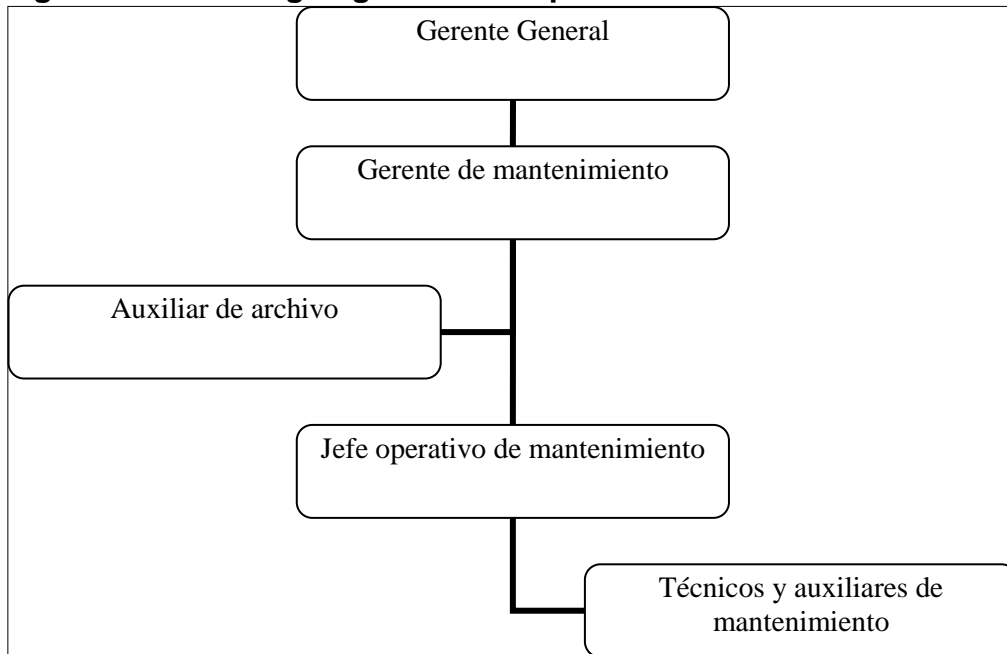 Gerente General
Gerente de mantenimiento
Auxiliar de archivo
Jefe operativo de mantenimiento
Técnicos y auxiliares de
mantenimiento